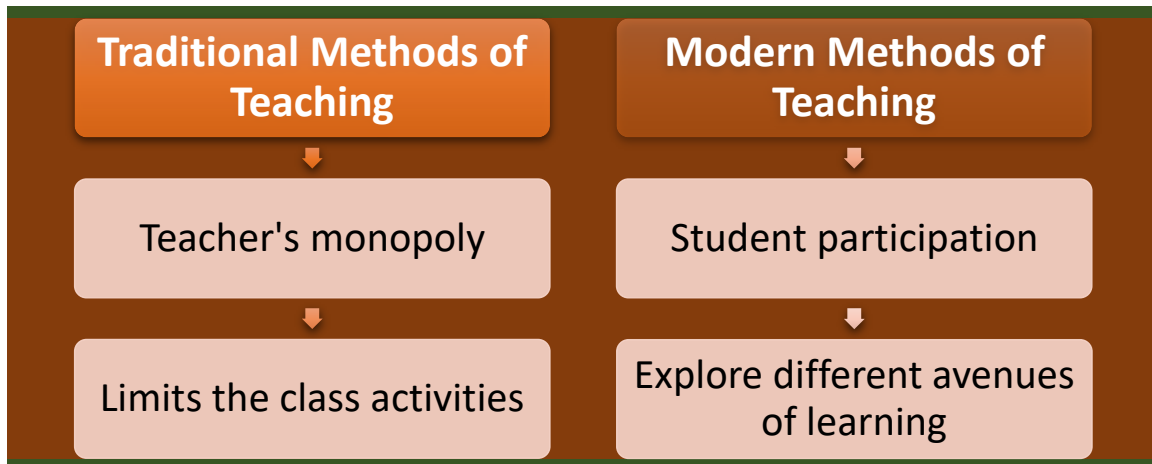 Traditional Methods of
Teaching
Teacher's monopoly
Limits the class activities
Modern Methods of
Teaching
Student participation
Explore different avenues
of learning